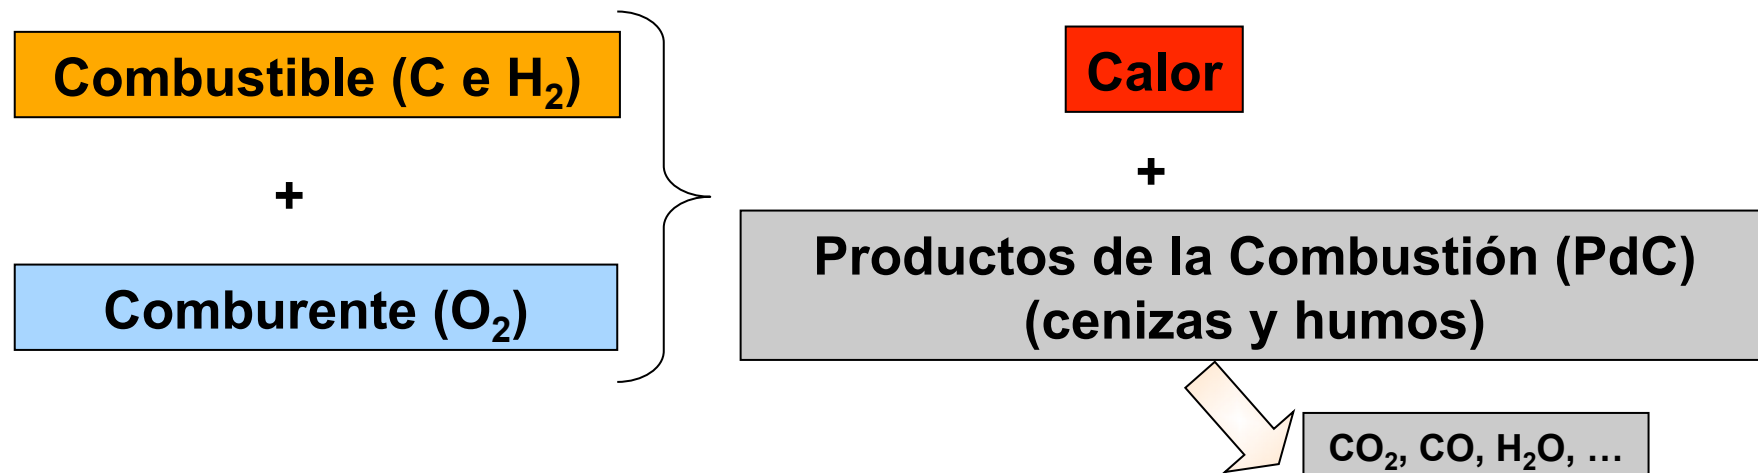 Combustible (C e H₂)
+
Comburente (O₂)
Calor
+
Productos de la Combustión (PdC)
(cenizas y humos)
CO₂, CO, H₂O, …